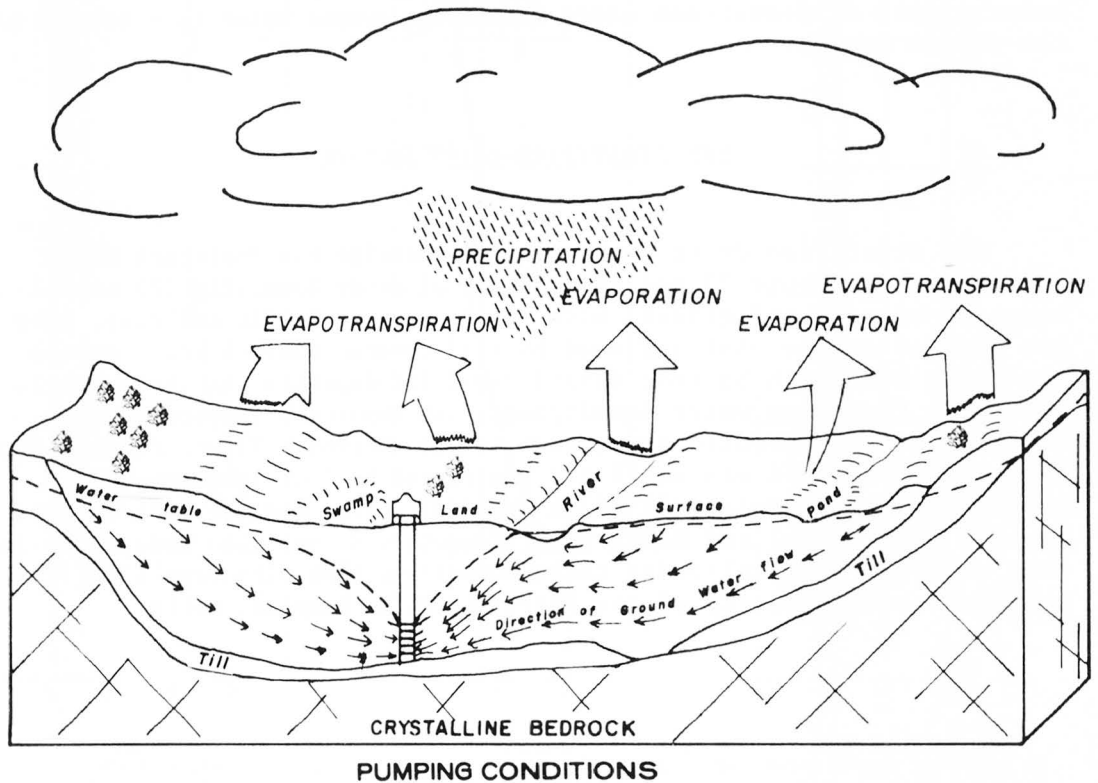 PRECIPITATION
EVAPORATION
EVAPOTRANSPIRATION
EVAPOTRANSPIRATION
EVAPORATION
Water
table
Swamp
Land
River
Surface
Pond
Direction of Ground Water flow
Till
Till
CRYSTALLINE BEDROCK
PUMPING CONDITIONS